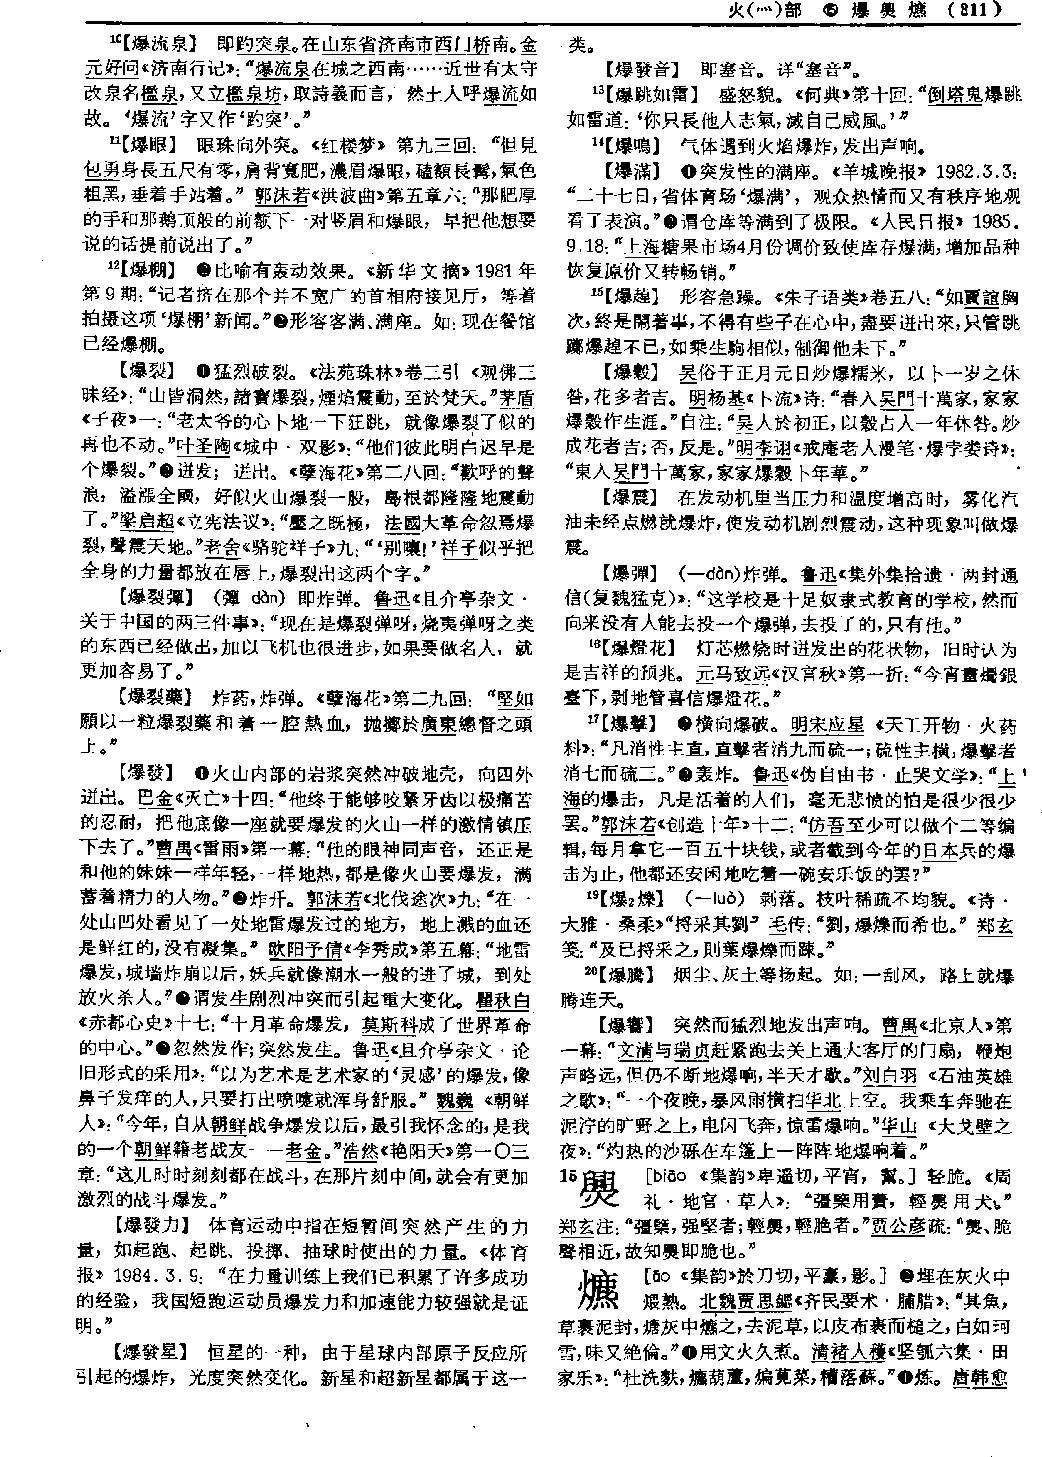 火(灬)部 ⑮ 爆 㷼 爊 (311)
¹⁰【爆流泉】 即趵突泉。在山东省济南市西门桥南。金
元好问《济南行记》：“爆流泉在城之西南……近世有太守
改泉名槛泉，又立槛泉坊，取詩義而言，然土人呼爆流如
故。‘爆流’字又作‘趵突’。”
¹¹【爆眼】 眼珠向外突。《红楼梦》第九三回：“但見
包勇身長五尺有零，肩背寬肥，濃眉爆眼，磕額長髯，氣色
粗黑，垂着手站着。”郭沫若《洪波曲》第五章六：“那肥厚
的手和那鹅顶般的前额下一对竖眉和爆眼，早把他想要
说的话提前说出了。”
¹²【爆棚】 ❶比喻有轰动效果。《新华文摘》1981年
第9期：“记者挤在那个并不宽广的首相府接见厅，等着
拍摄这项‘爆棚’新闻。”❷形容客满、满座。如：现在餐馆
已经爆棚。
【爆裂】 ❶猛烈破裂。《法苑珠林》卷三引《观佛三
昧经》：“山皆洞然，諸寶爆裂，煙焰震動，至於梵天。”茅盾
《子夜》一：“老太爷的心卜地一下狂跳，就像爆裂了似的
再也不动。”叶圣陶《城中·双影》：“他们彼此明白迟早是
个爆裂。”❷迸发；迸出。《孽海花》第二八回：“歡呼的聲
浪，溢漲全國，好似火山爆裂一般，島根都隆隆地震動
了。”梁启超《立宪法议》：“壓之既極，法國大革命忽焉爆
裂，聲震天地。”老舍《骆驼祥子》九：“‘别嚷！’祥子似乎把
全身的力量都放在唇上，爆裂出这两个字。”
【爆裂彈】 (彈 dàn) 即炸弹。鲁迅《且介亭杂文·
关于中国的两三件事》：“现在是爆裂弹呀，烧夷弹呀之类
的东西已经做出，加以飞机也很进步，如果要做名人，就
更加容易了。”
【爆裂藥】 炸药，炸弹。《孽海花》第二九回：“堅如
願以一粒爆裂藥和着一腔熱血，拋擲於廣東總督之頭
上。”
【爆發】 ❶火山内部的岩浆突然冲破地壳，向四外
迸出。巴金《灭亡》十四：“他终于能够咬紧牙齿以极痛苦
的忍耐，把他底像一座就要爆发的火山一样的激情镇压
下去了。”曹禺《雷雨》第一幕：“他的眼神同声音，还正是
和他的妹妹一样年轻，一样地热，都是像火山要爆发，满
蓄着精力的人物。”❷炸开。郭沫若《北伐途次》九：“在一
处山凹处看见了一处地雷爆发过的地方，地上溅的血还
是鲜红的，没有凝集。”欧阳予倩《李秀成》第五幕：“地雷
爆发，城墙炸崩以后，妖兵就像潮水一般的进了城，到处
放火杀人。”❸谓发生剧烈冲突而引起重大变化。瞿秋白
《赤都心史》十七：“十月革命爆发，莫斯科成了世界革命
的中心。”❹忽然发作；突然发生。鲁迅《且介亭杂文·论
旧形式的采用》：“以为艺术是艺术家的‘灵感’的爆发，像
鼻子发痒的人，只要打出喷嚏就浑身舒服。”魏巍《朝鲜
人》：“今年，自从朝鲜战争爆发以后，最引我怀念的，是我
的一个朝鲜籍老战友——老金。”浩然《艳阳天》第一〇三
章：“这儿时时刻刻都在战斗，在那片刻中间，就会有更加
激烈的战斗爆发。”
【爆發力】 体育运动中指在短暂间突然产生的力
量，如起跑、起跳、投掷、抽球时使出的力量。《体育
报》1984.3.9：“在力量训练上我们已积累了许多成功
的经验，我国短跑运动员爆发力和加速能力较强就是证
明。”
【爆發星】 恒星的一种，由于星球内部原子反应所
引起的爆炸，光度突然变化。新星和超新星都属于这一
类。
【爆發音】 即塞音。详“塞音”。
¹³【爆跳如雷】 盛怒貌。《何典》第十回：“倒塔鬼爆跳
如雷道：‘你只長他人志氣，滅自己威風。’”
¹⁴【爆鳴】 气体遇到火焰爆炸，发出声响。
【爆滿】 ❶突发性的满座。《羊城晚报》1982.3.3：
“二十七日，省体育场‘爆满’，观众热情而又有秩序地观
看了表演。”❷谓仓库等满到了极限。《人民日报》1985.
9.18：“上海糖果市场4月份调价致使库存爆满，增加品种
恢复原价又转畅销。”
¹⁵【爆趠】 形容急躁。《朱子语类》卷五八：“如賈誼胸
次，終是鬧著事，不得有些子在心中，盡要迸出來，只管跳
躑爆趠不已，如乘生駒相似，制御他未下。”
【爆穀】 吴俗于正月元日炒爆糯米，以卜一岁之休
咎，花多者吉。明杨基《卜流》诗：“春入吴門十萬家，家家
爆穀作生涯。”自注：“吴人於初正，以穀占人一年休咎。炒
成花者吉；否，反是。”明李诩《戒庵老人漫笔·爆孛娄诗》：
“東入吴門十萬家，家家爆穀卜年華。”
【爆震】 在发动机里当压力和温度增高时，雾化汽
油未经点燃就爆炸，使发动机剧烈震动，这种现象叫做爆
震。
【爆彈】 (—dàn)炸弹。鲁迅《集外集拾遗·两封通
信(复魏猛克)》：“这学校是十足奴隶式教育的学校，然而
向来没有人能去投一个爆弹，去投了的，只有他。”
¹⁶【爆燈花】 灯芯燃烧时迸发出的花状物，旧时认为
是吉祥的预兆。元马致远《汉宫秋》第一折：“今宵畫燭銀
臺下，剥地管喜信爆燈花。”
¹⁷【爆擊】 ❶横向爆破。明宋应星《天工开物·火药
料》：“凡消性主直，直擊者消九而硫一；硫性主横，爆擊者
消七而硫三。”❷轰炸。鲁迅《伪自由书·止哭文学》：“上
海的爆击，凡是活着的人们，毫无悲愤的怕是很少很少
罢。”郭沫若《创造十年》十二：“仿吾至少可以做个二等编
辑，每月拿它一百五十块钱，或者截到今年的日本兵的爆
击为止，他都还安闲地吃着一碗安乐饭的罢？”
¹⁹【爆₂爍】 (—luò) 剥落。枝叶稀疏不均貌。《诗·
大雅·桑柔》“捋采其劉”毛传：“劉，爆爍而希也。”郑玄
笺：“及已捋采之，則葉爆爍而疎。”
²⁰【爆騰】 烟尘、灰土等扬起。如：一刮风，路上就爆
腾连天。
【爆響】 突然而猛烈地发出声响。曹禺《北京人》第
一幕：“文清与瑞贞赶紧跑去关上通大客厅的门扇，鞭炮
声略远，但仍不断地爆响，半天才歇。”刘白羽《石油英雄
之歌》：“一个夜晚，暴风雨横扫华北上空。我乘车奔驰在
泥泞的旷野之上，电闪飞奔，惊雷爆响。”华山《大戈壁之
夜》：“灼热的沙砾在车篷上一阵阵地爆响着。”
15 㷼 [biāo 《集韵》卑遥切，平宵，幫。] 轻脆。《周
礼·地官·草人》：“彊㯺用蕡，輕㷼用犬。”
郑玄注：“彊㯺，强堅者；輕㷼，輕脆者。”贾公彦疏：“㷼、脆
聲相近，故知㷼即脆也。”
爊 [āo 《集韵》於刀切，平豪，影。] ❶埋在灰火中
煨熟。北魏贾思勰《齐民要术·脯腊》：“其魚，
草裹泥封，煻灰中爊之，去泥草，以皮布裹而槌之，白如珂
雪，味又絶倫。”❷用文火久煮。清褚人穫《坚瓠六集·田
家乐》：“杜洗麩，爊葫蘆，煸莧菜，糟落蘇。”❸炼。唐韩愈